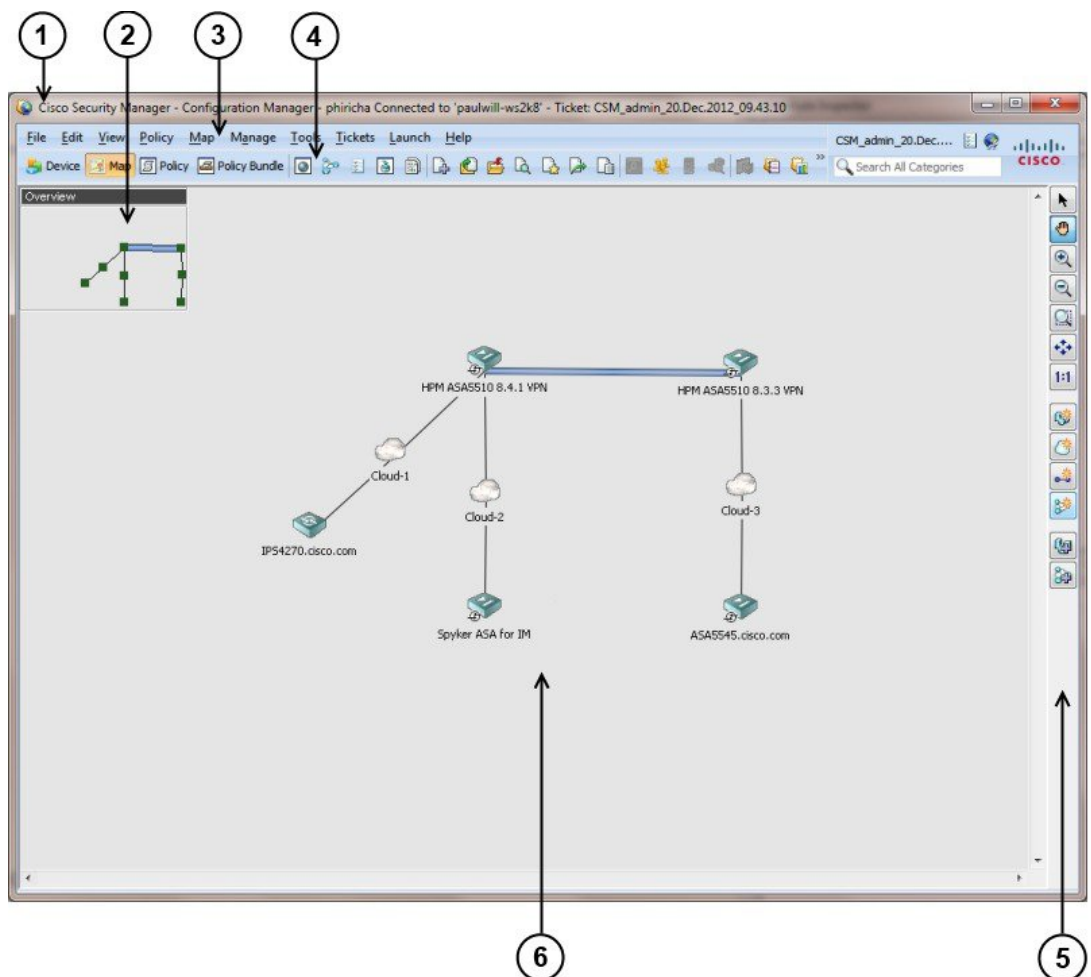 1 2 3 4
Cisco Security Manager - Configuration Manager - phiricha Connected to 'paulwill-ws2k8' - Ticket: CSM_admin_20.Dec.2012_09.43.10
File Edit View Policy Map Manage Tools Tickets Launch Help
CSM_admin_20.Dec....
Device Map Policy Policy Bundle
»
Search All Categories
CISCO
Overview
1:1
HPM ASA5510 8.4.1 VPN
HPM ASA5510 8.3.3 VPN
Cloud-1
Cloud-2
Cloud-3
IPS4270.cisco.com
Spyker ASA for IM
ASA5545.cisco.com
6 5